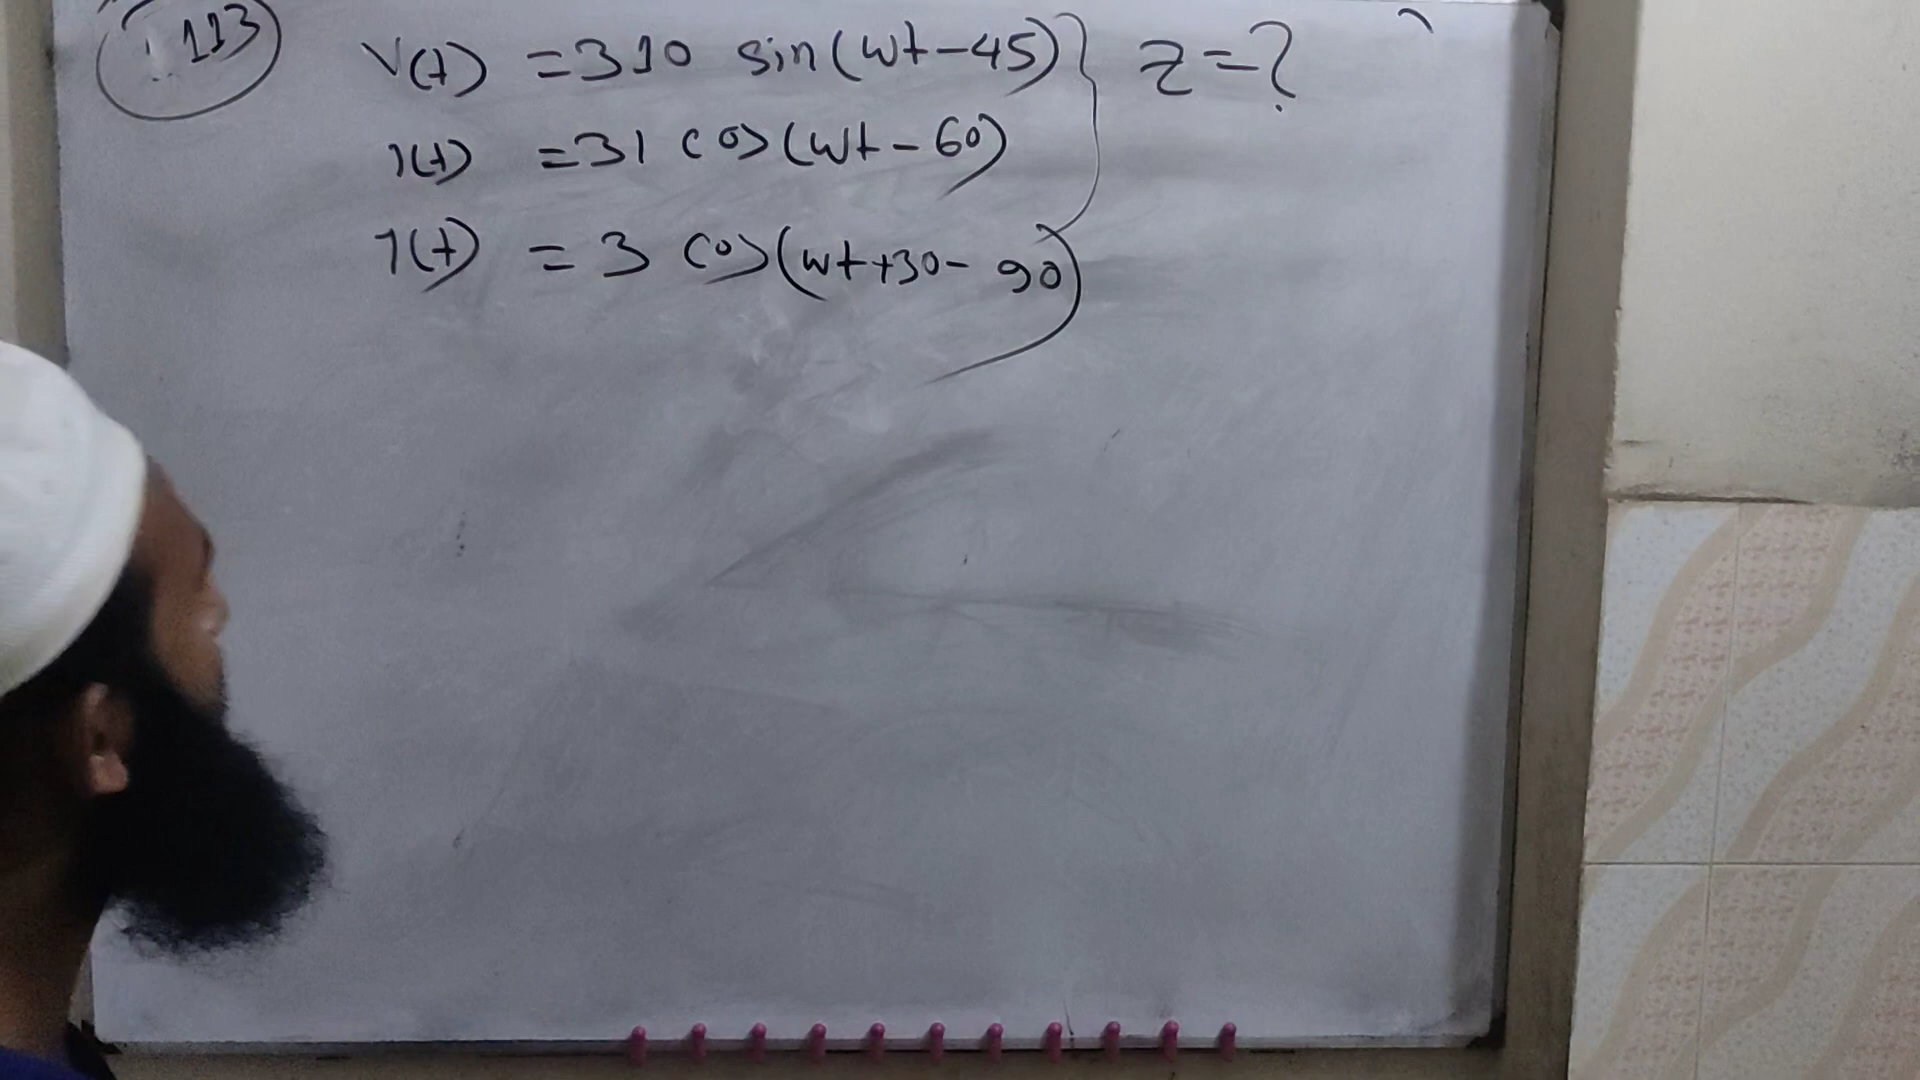 113
v(t) = 310 sin(wt-45) } z=?
i(t) = 31 cos(wt-60)
i(t) = 3 cos(wt+30-90)